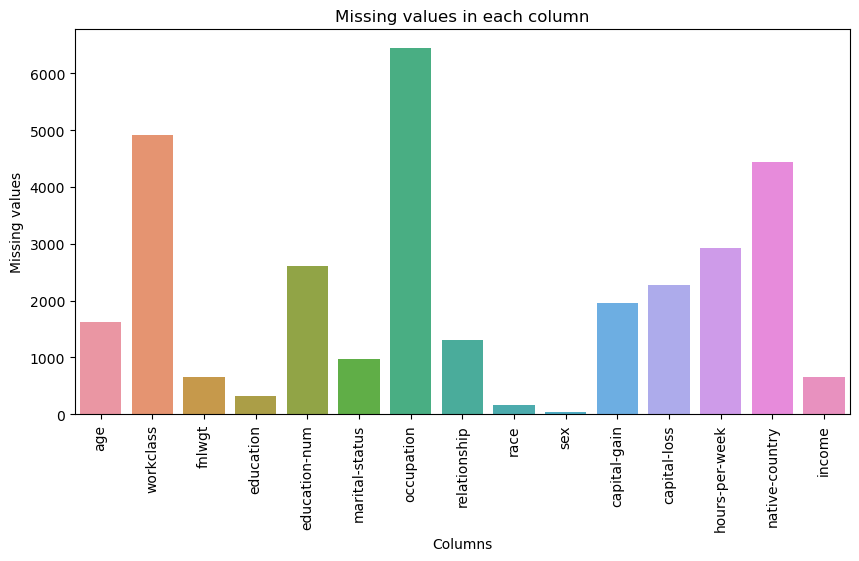 Missing values in each column
Missing values
6000
5000
4000
3000
2000
1000
0
age
workclass
fnlwgt
education
education-num
marital-status
occupation
relationship
race
sex
capital-gain
capital-loss
hours-per-week
native-country
income
Columns